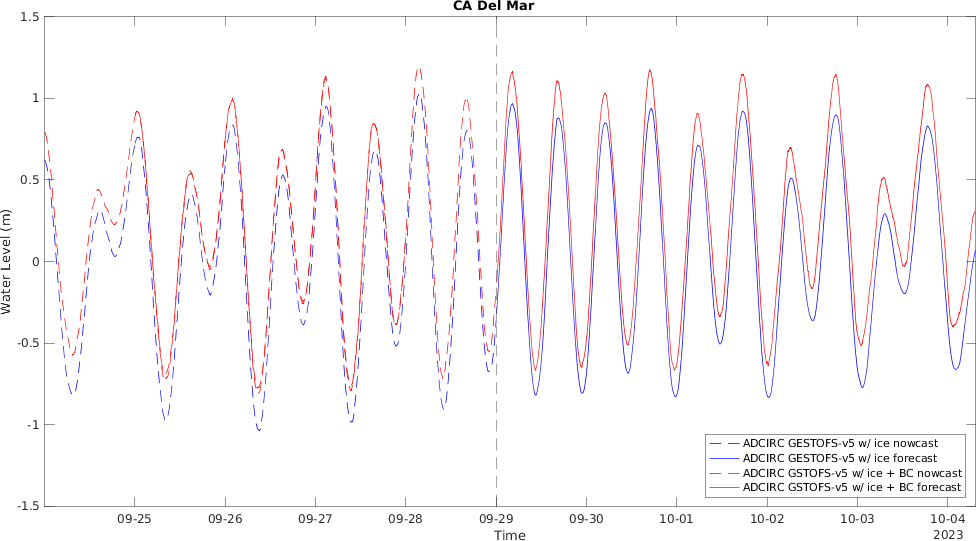 CA Del Mar
1.5
1
0.5
0
-0.5
-1
-1.5
Water Level (m)
ADCIRC GESTOFS-v5 w/ ice nowcast
ADCIRC GESTOFS-v5 w/ ice forecast
ADCIRC GSTOFS-v5 w/ ice + BC nowcast
ADCIRC GSTOFS-v5 w/ ice + BC forecast
09-25 09-26 09-27 09-28 09-29 09-30 10-01 10-02 10-03 10-04
Time 2023